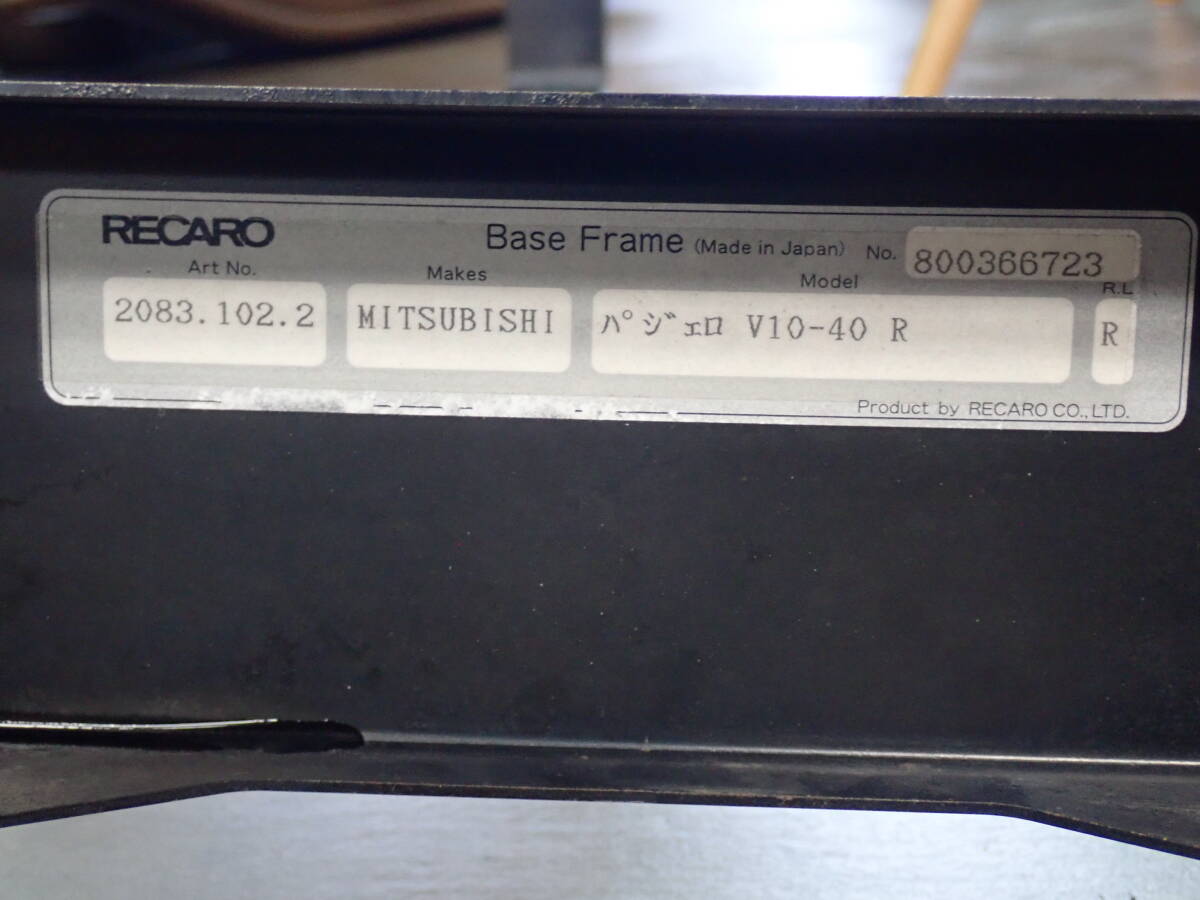 RECARO Base Frame (Made in Japan) No. 800366723
Art No. Makes Model R.L
2083.102.2 MITSUBISHI パジェロ V10-40 R R
Product by RECARO CO.,LTD.